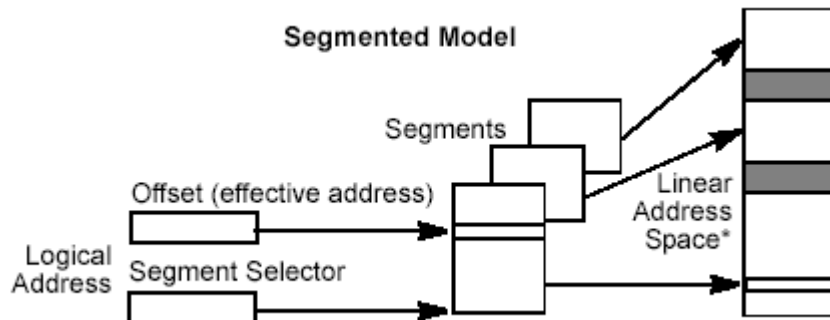 Segmented Model
Segments
Offset (effective address)
Linear
Address
Space*
Logical
Address
Segment Selector